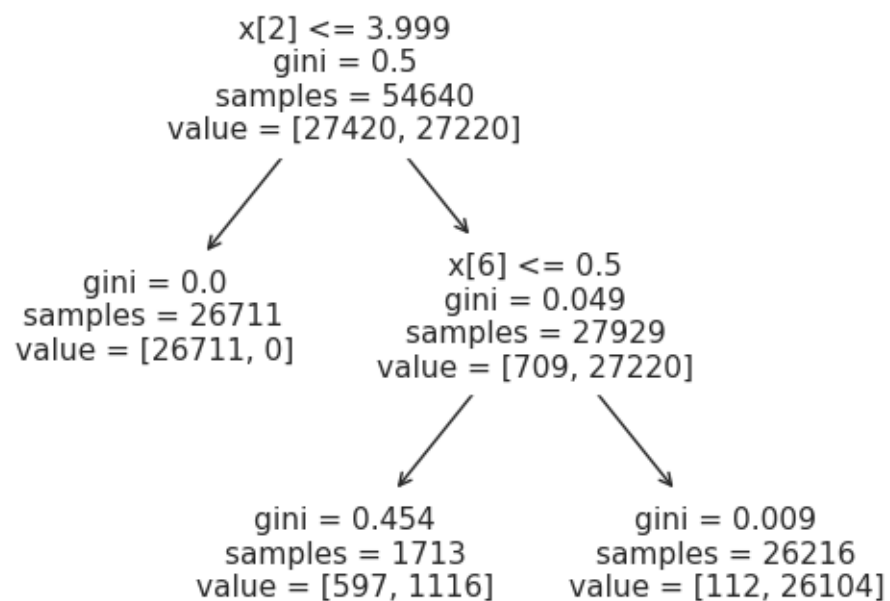 x[2] <= 3.999
gini = 0.5
samples = 54640
value = [27420, 27220]
gini = 0.0
samples = 26711
value = [26711, 0]
x[6] <= 0.5
gini = 0.049
samples = 27929
value = [709, 27220]
gini = 0.454
samples = 1713
value = [597, 1116]
gini = 0.009
samples = 26216
value = [112, 26104]